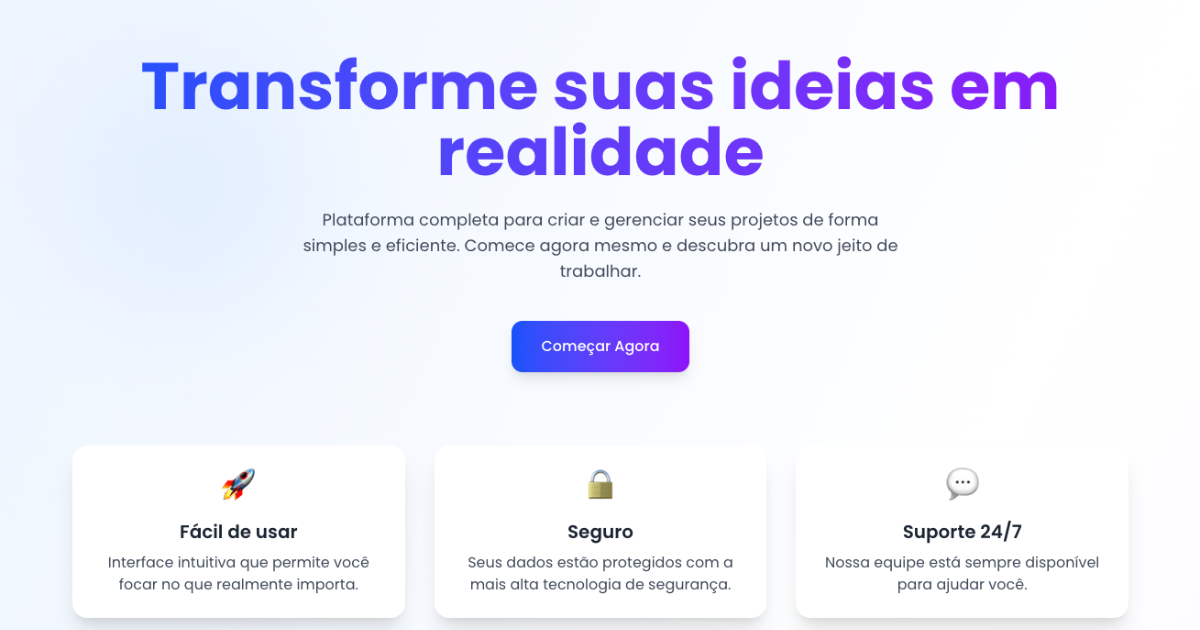 Transforme suas ideias em
realidade
Plataforma completa para criar e gerenciar seus projetos de forma
simples e eficiente. Comece agora mesmo e descubra um novo jeito de
trabalhar.
Começar Agora
Fácil de usar
Interface intuitiva que permite você
focar no que realmente importa.
Seguro
Seus dados estão protegidos com a
mais alta tecnologia de segurança.
Suporte 24/7
Nossa equipe está sempre disponível
para ajudar você.